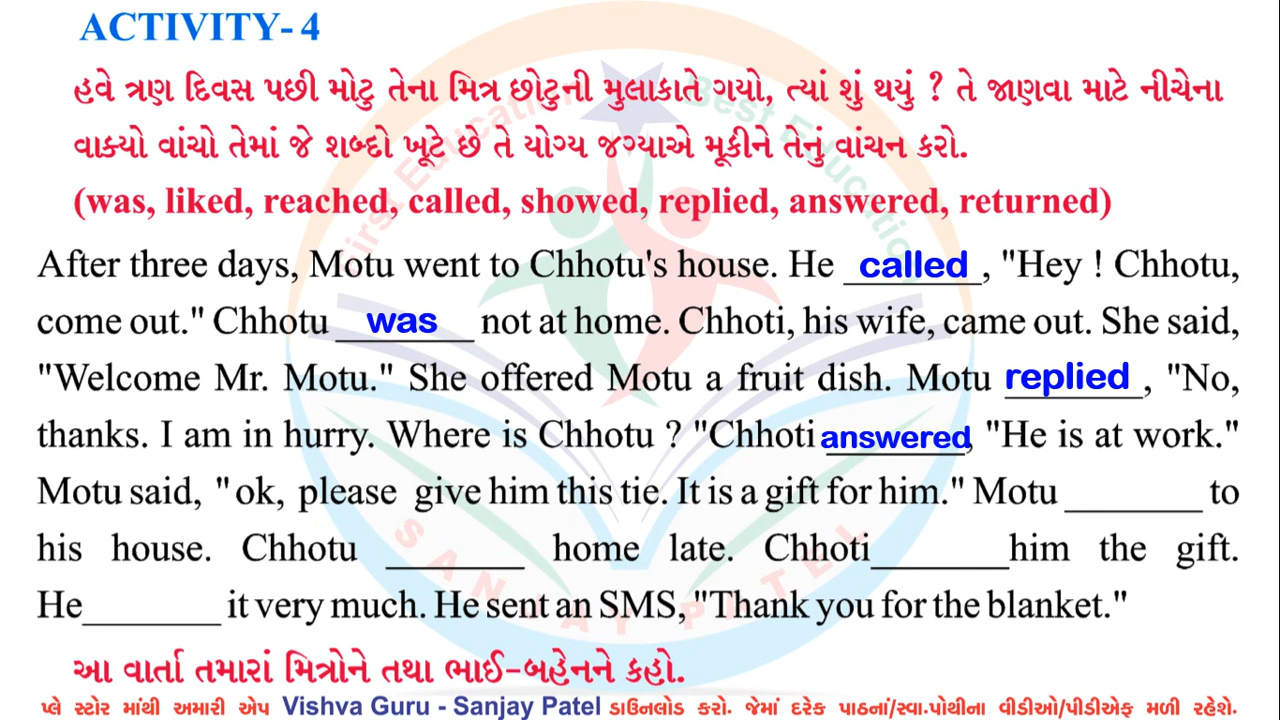 ACTIVITY- 4
હવે ત્રણ દિવસ પછી મોટુ તેના મિત્ર છોટુની મુલાકાતે ગયો, ત્યાં શું થયું ? તે જાણવા માટે નીચેના
વાક્યો વાંચો તેમાં જે શબ્દો ખૂટે છે તે યોગ્ય જગ્યાએ મૂકીને તેનું વાંચન કરો.
(was, liked, reached, called, showed, replied, answered, returned)
After three days, Motu went to Chhotu's house. He called, "Hey ! Chhotu,
come out." Chhotu was not at home. Chhoti, his wife, came out. She said,
"Welcome Mr. Motu." She offered Motu a fruit dish. Motu replied, "No,
thanks. I am in hurry. Where is Chhotu ? "Chhoti answered, "He is at work."
Motu said, "ok, please give him this tie. It is a gift for him." Motu ________ to
his house. Chhotu ________ home late. Chhoti________him the gift.
He________ it very much. He sent an SMS, "Thank you for the blanket."
આ વાર્તા તમારાં મિત્રોને તથા ભાઈ-બહેનને કહો.
પ્લે સ્ટોર માંથી અમારી એપ Vishva Guru - Sanjay Patel ડાઉનલોડ કરો. જેમાં દરેક પાઠનાં/સ્વા.પોથીના વીડીઓ/પીડીએફ મળી રહેશે.
First Education
Best Education
SANJAY PATEL